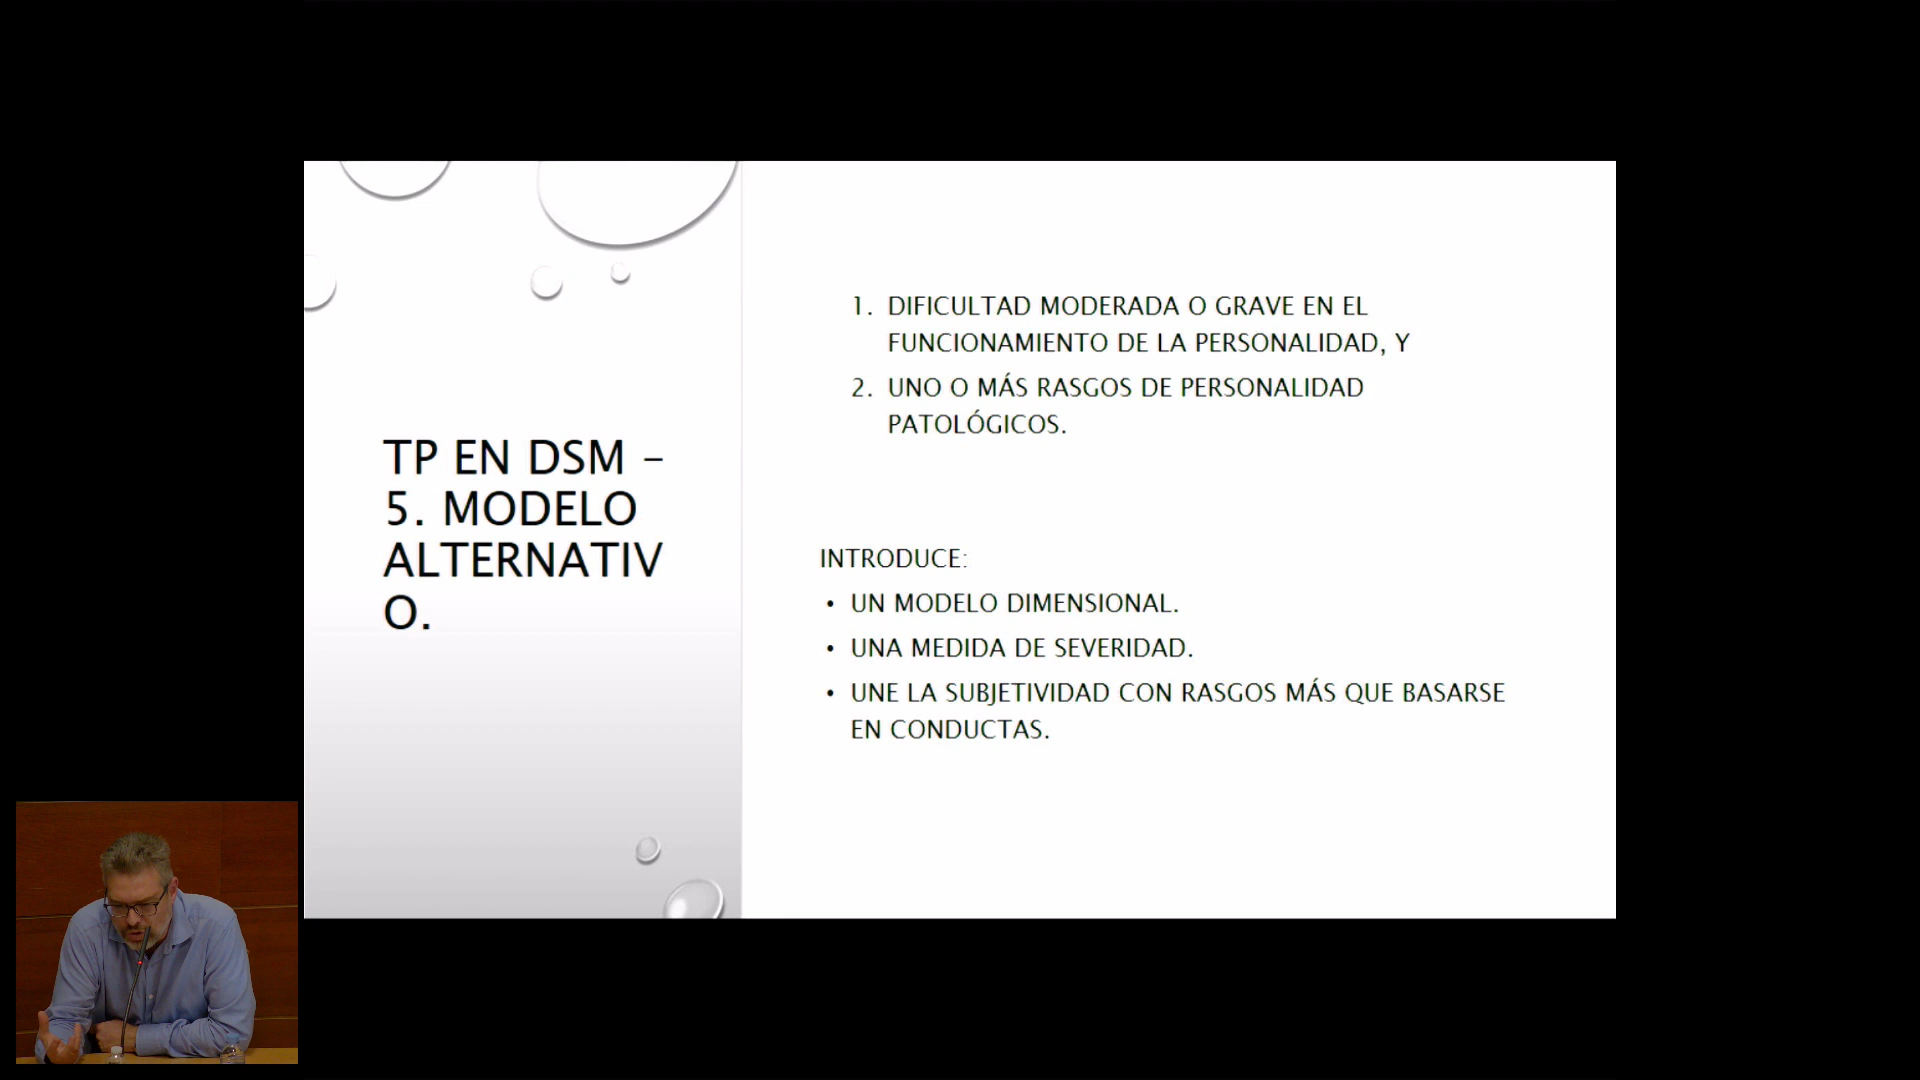 TP EN DSM –
5. MODELO
ALTERNATIV
O.
1. DIFICULTAD MODERADA O GRAVE EN EL
FUNCIONAMIENTO DE LA PERSONALIDAD, Y
2. UNO O MÁS RASGOS DE PERSONALIDAD
PATOLÓGICOS.
INTRODUCE:
• UN MODELO DIMENSIONAL.
• UNA MEDIDA DE SEVERIDAD.
• UNE LA SUBJETIVIDAD CON RASGOS MÁS QUE BASARSE
EN CONDUCTAS.